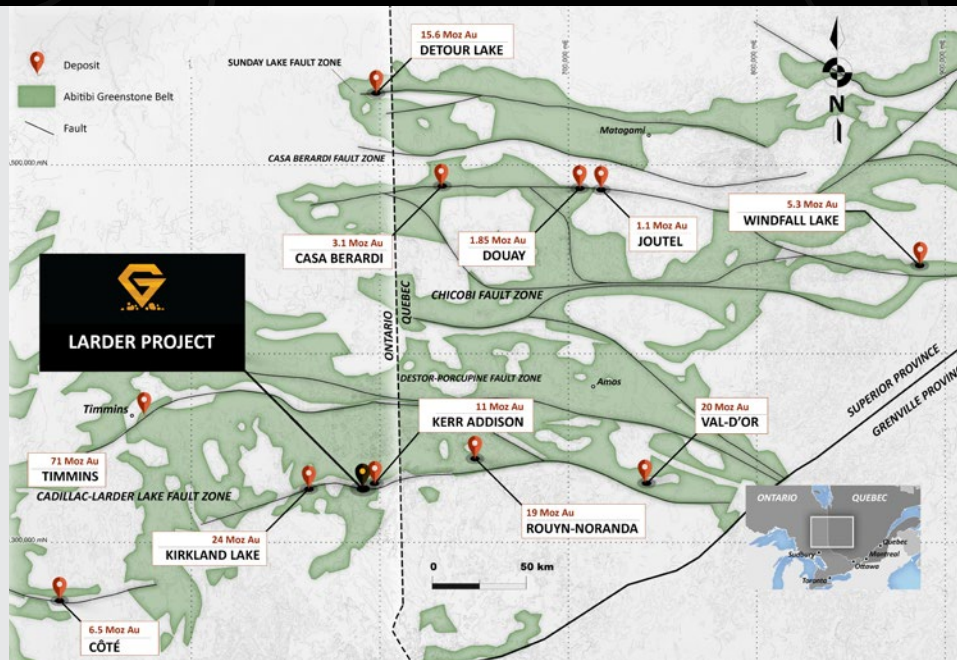 Deposit
Abitibi Greenstone Belt
Fault
15.6 Moz Au
DETOUR LAKE
SUNDAY LAKE FAULT ZONE
Matagami
N
CASA BERARDI FAULT ZONE
3.1 Moz Au
CASA BERARDI
1.85 Moz Au
DOUAY
1.1 Moz Au
JOUTEL
5.3 Moz Au
WINDFALL LAKE
CHICOBI FAULT ZONE
ONTARIO
QUEBEC
G
LARDER PROJECT
SUPERIOR PROVINCE
GRENVILLE PROVINCE
DESTOR-PORCUPINE FAULT ZONE
Amos
Timmins
71 Moz Au
TIMMINS
11 Moz Au
KERR ADDISON
20 Moz Au
VAL-D'OR
CADILLAC-LARDER LAKE FAULT ZONE
24 Moz Au
KIRKLAND LAKE
19 Moz Au
ROUYN-NORANDA
0 50 km
6.5 Moz Au
CÔTÉ
ONTARIO QUEBEC
Quebec
Sudbury
Montreal
Ottawa
Toronto